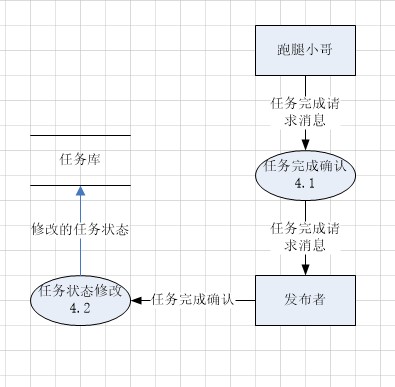 跑腿小哥
任务完成请
求消息
任务库
任务完成确认
4.1
修改的任务状态
任务完成请
求消息
任务状态修改
4.2
任务完成确认
发布者